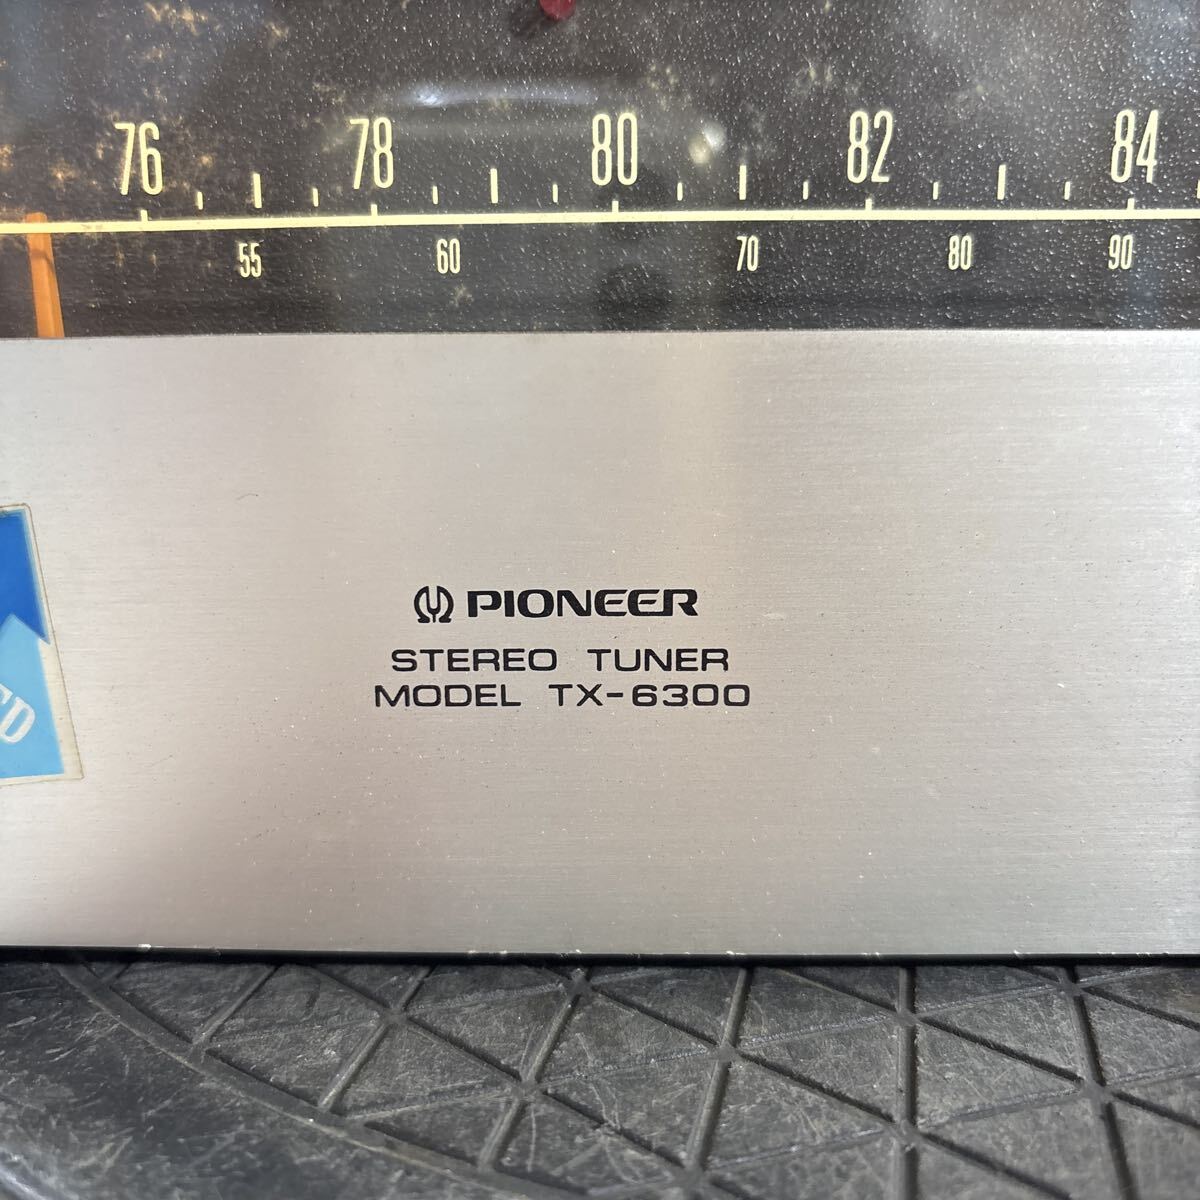 76 78 80 82 84
55 60 70 80 90
PIONEER
STEREO TUNER
MODEL TX-6300